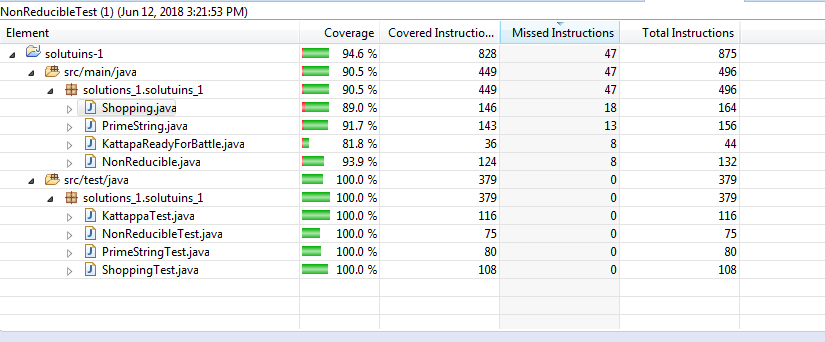 NonReducibleTest (1) (Jun 12, 2018 3:21:53 PM)
Element Coverage Covered Instructio... Missed Instructions Total Instructions
solutuins-1 94.6 % 828 47 875
src/main/java 90.5 % 449 47 496
solutions_1.solutuins_1 90.5 % 449 47 496
Shopping.java 89.0 % 146 18 164
PrimeString.java 91.7 % 143 13 156
KattapaReadyForBattle.java 81.8 % 36 8 44
NonReducible.java 93.9 % 124 8 132
src/test/java 100.0 % 379 0 379
solutions_1.solutuins_1 100.0 % 379 0 379
KattappaTest.java 100.0 % 116 0 116
NonReducibleTest.java 100.0 % 75 0 75
PrimeStringTest.java 100.0 % 80 0 80
ShoppingTest.java 100.0 % 108 0 108